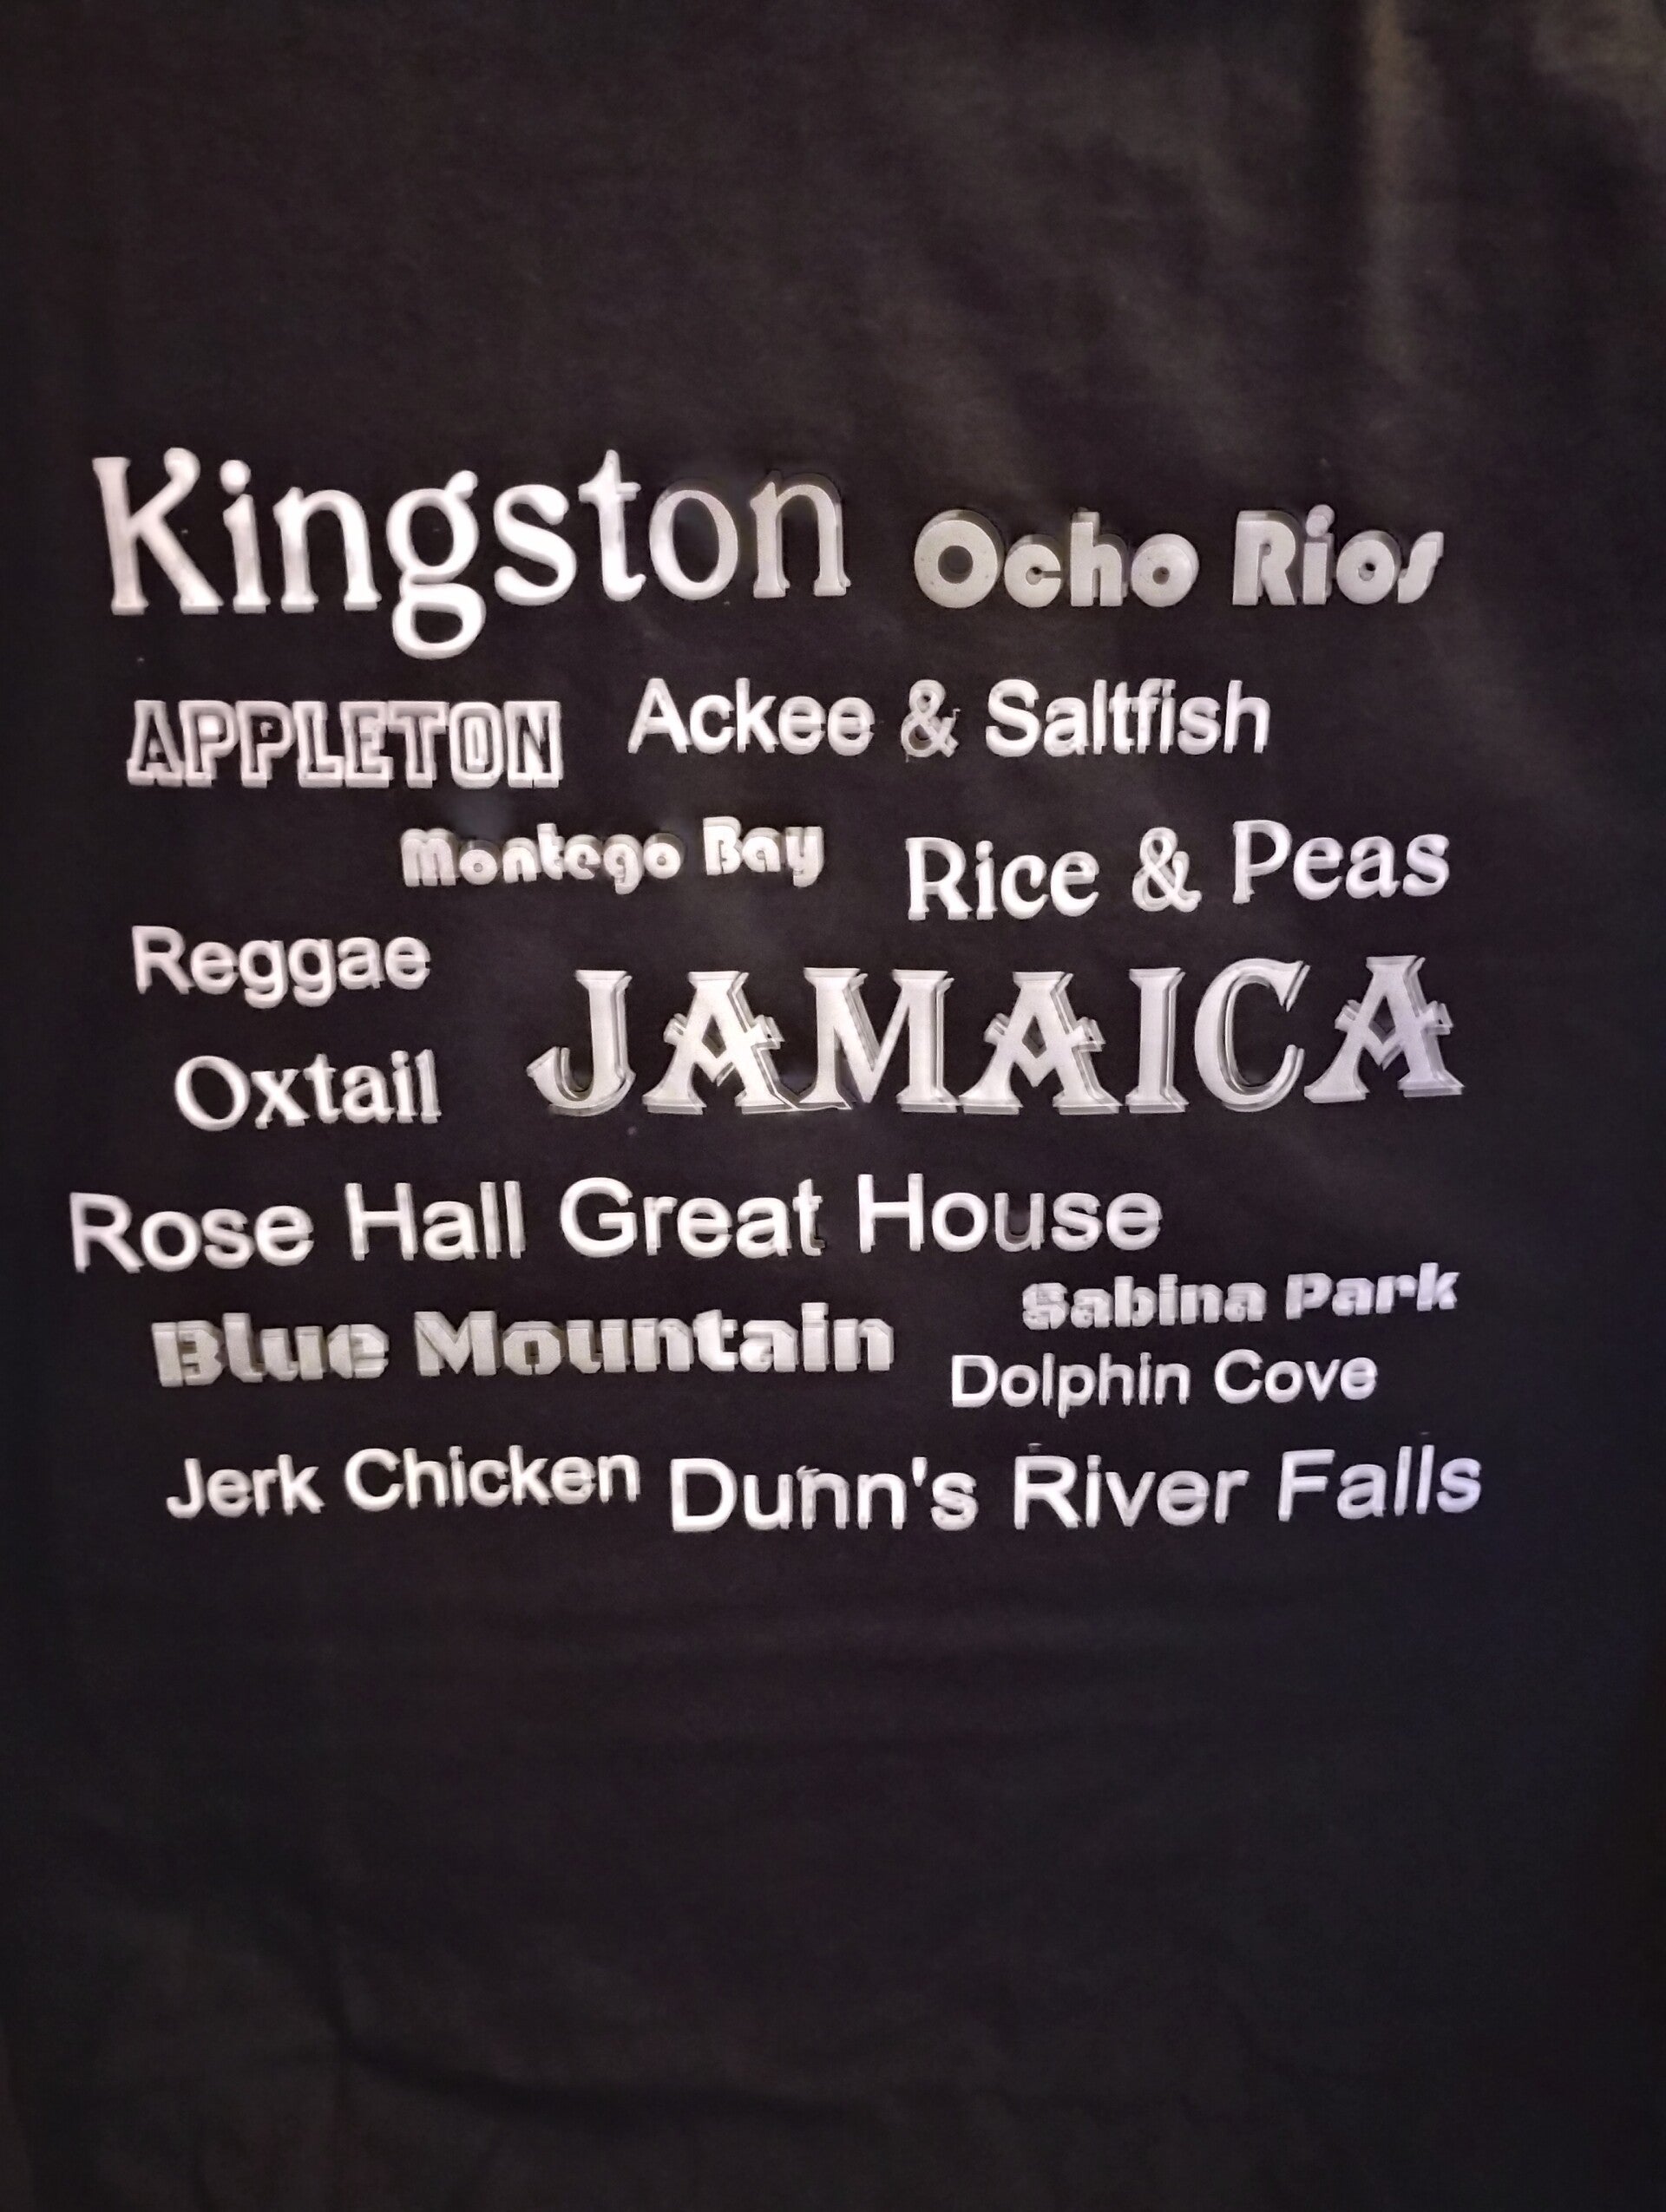 Kingston Ocho Rios
APPLETON Ackee & Saltfish
Montego Bay Rice & Peas
Reggae
JAMAICA
Oxtail
Rose Hall Great House
Sabina Park
Blue Mountain
Dolphin Cove
Jerk Chicken Dunn's River Falls